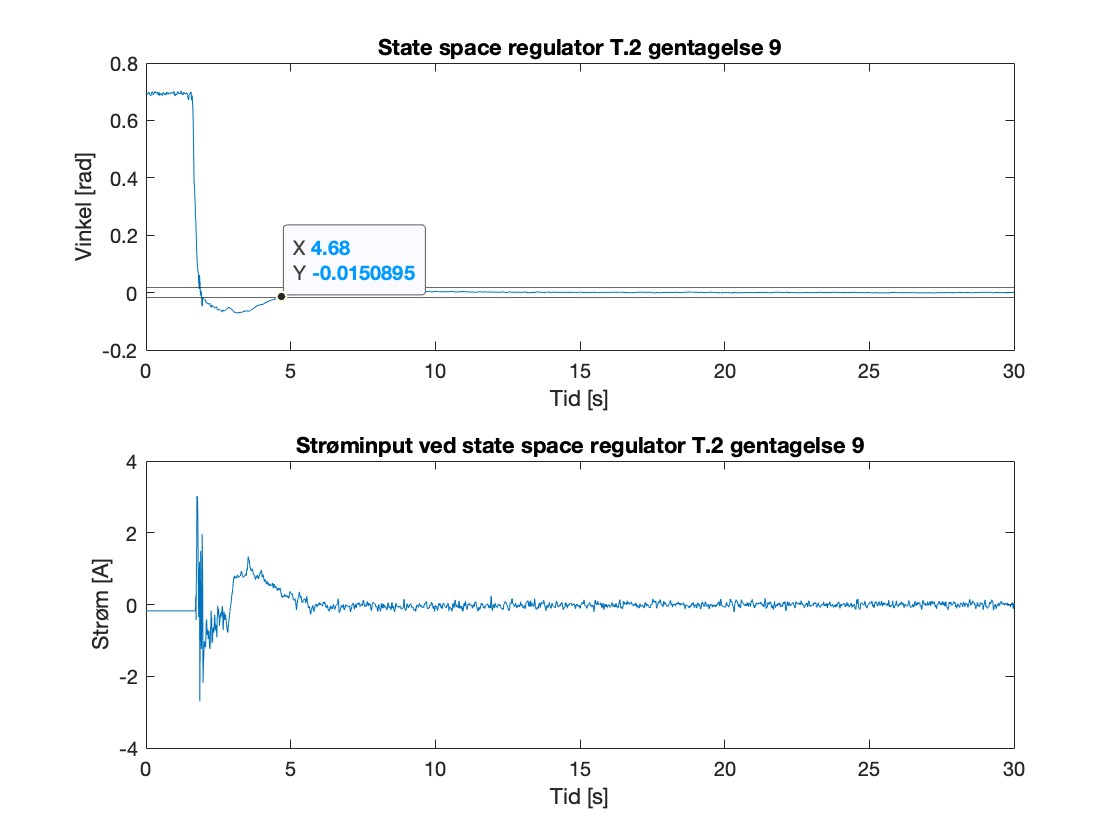 State space regulator T.2 gentagelse 9
Vinkel [rad]
0.8
0.6
0.4
0.2
0
-0.2
X 4.68
Y -0.0150895
0 5 10 15 20 25 30
Tid [s]
Strøminput ved state space regulator T.2 gentagelse 9
Strøm [A]
4
2
0
-2
-4
0 5 10 15 20 25 30
Tid [s]